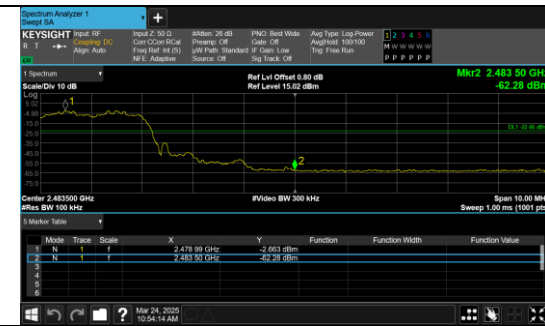 Spectrum Analyzer 1
Swept SA
+
KEYSIGHT Input: RF Input Z: 50 Ω #Atten: 26 dB PNO: Best Wide Avg Type: Log-Power 1 2 3 4 5 6
R T Coupling: DC Corr CCorr RCal Preamp: Off Gate: Off Avg|Hold: 100/100 M W W W W W
Align: Auto Freq Ref: Int (S) µW Path: Standard IF Gain: Low Trig: Free Run P P P P P P
NFE: Adaptive Source: Off Sig Track: Off
1 Spectrum Ref Lvl Offset 0.80 dB Mkr2 2.483 50 GH
Scale/Div 10 dB Ref Level 15.02 dBm -62.28 dBm
Log
5.02
1
-4.98
-15.0
-25.0
-35.0
-45.0
-55.0
2
-65.0
-75.0
Center 2.483500 GHz #Video BW 300 kHz Span 10.00 MH
#Res BW 100 kHz Sweep 1.00 ms (1001 pts
5 Marker Table
Mode Trace Scale X Y Function Function Width Function Value
1 N 1 f 2.478 99 GHz -2.663 dBm
2 N 1 f 2.483 50 GHz -62.28 dBm
3
4
5
6
? Mar 24, 2025
10:54:14 AM